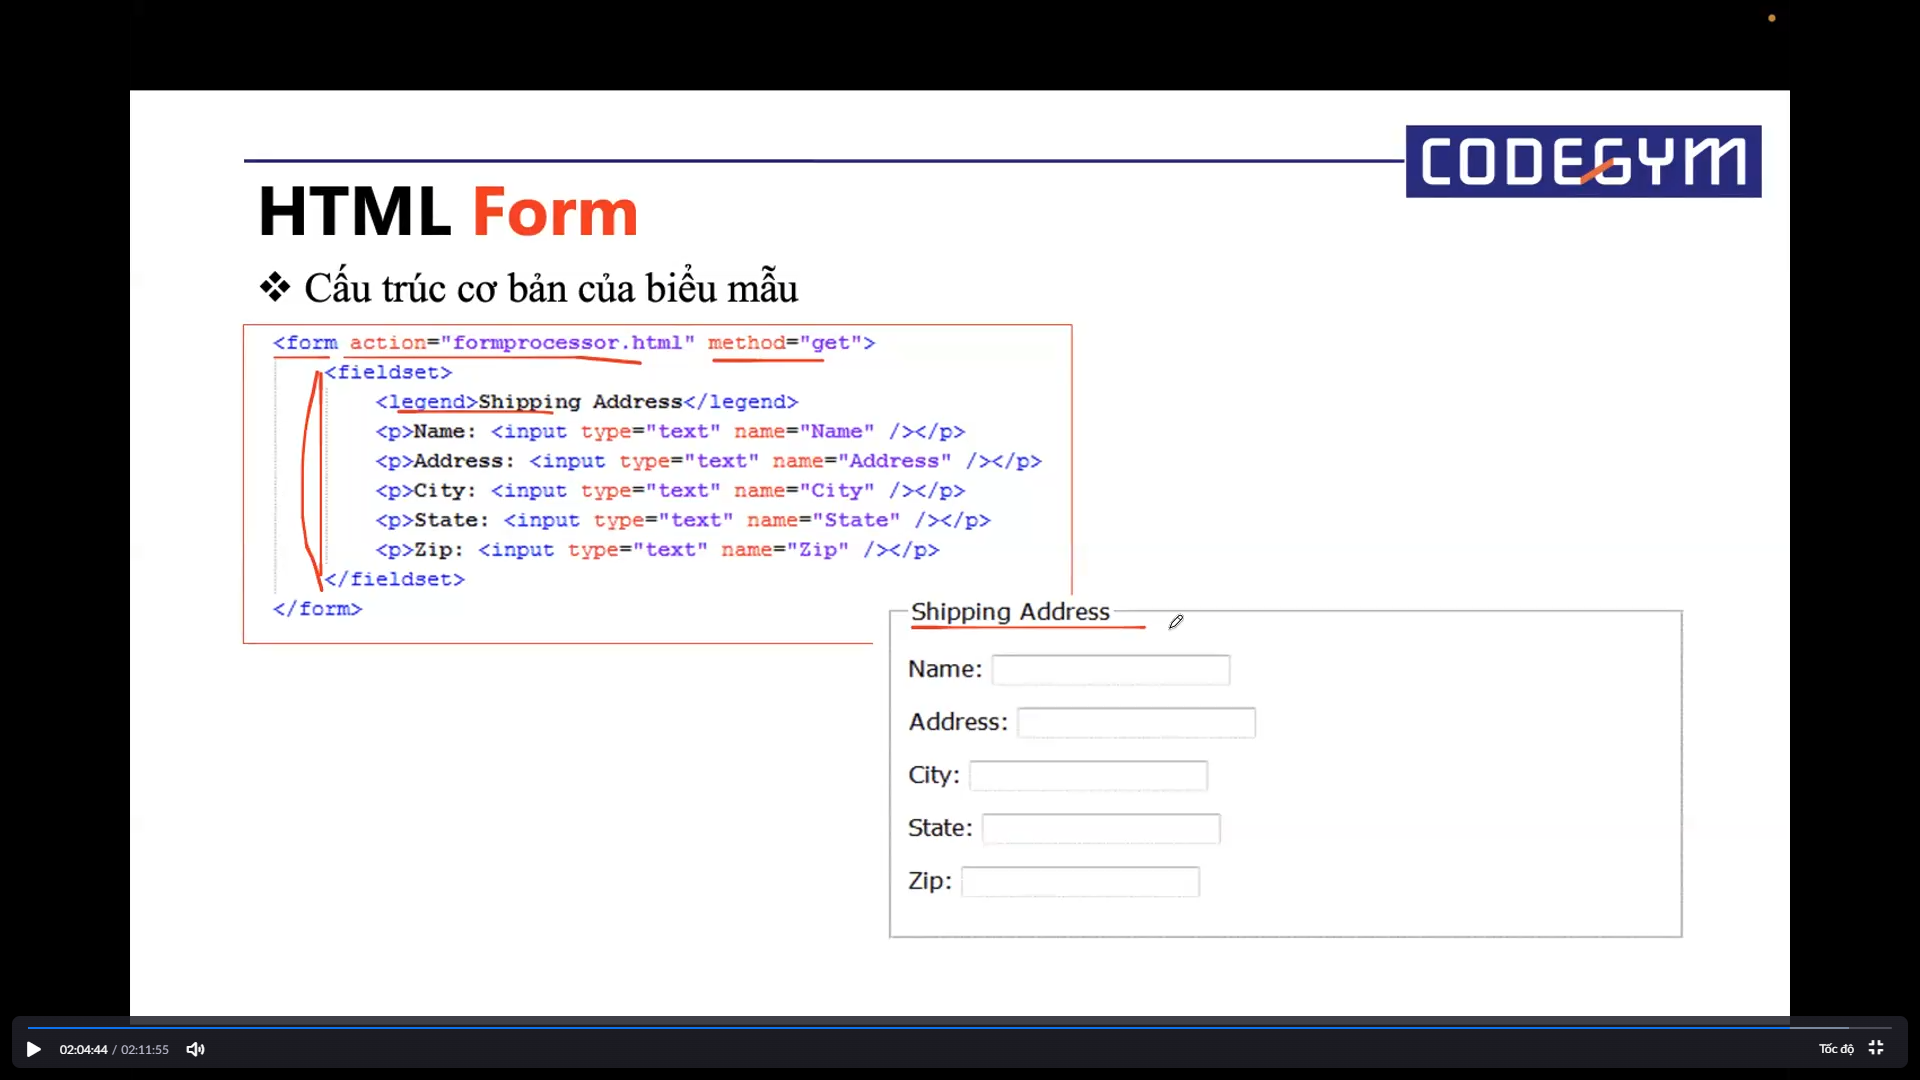 CODEGYM
HTML Form
❖ Cấu trúc cơ bản của biểu mẫu
<form action="formprocessor.html" method="get">
<fieldset>
<legend>Shipping Address</legend>
<p>Name: <input type="text" name="Name" /></p>
<p>Address: <input type="text" name="Address" /></p>
<p>City: <input type="text" name="City" /></p>
<p>State: <input type="text" name="State" /></p>
<p>Zip: <input type="text" name="Zip" /></p>
</fieldset>
</form>
Shipping Address
Name:
Address:
City:
State:
Zip:
02:04:44 / 02:11:55
Tốc độ